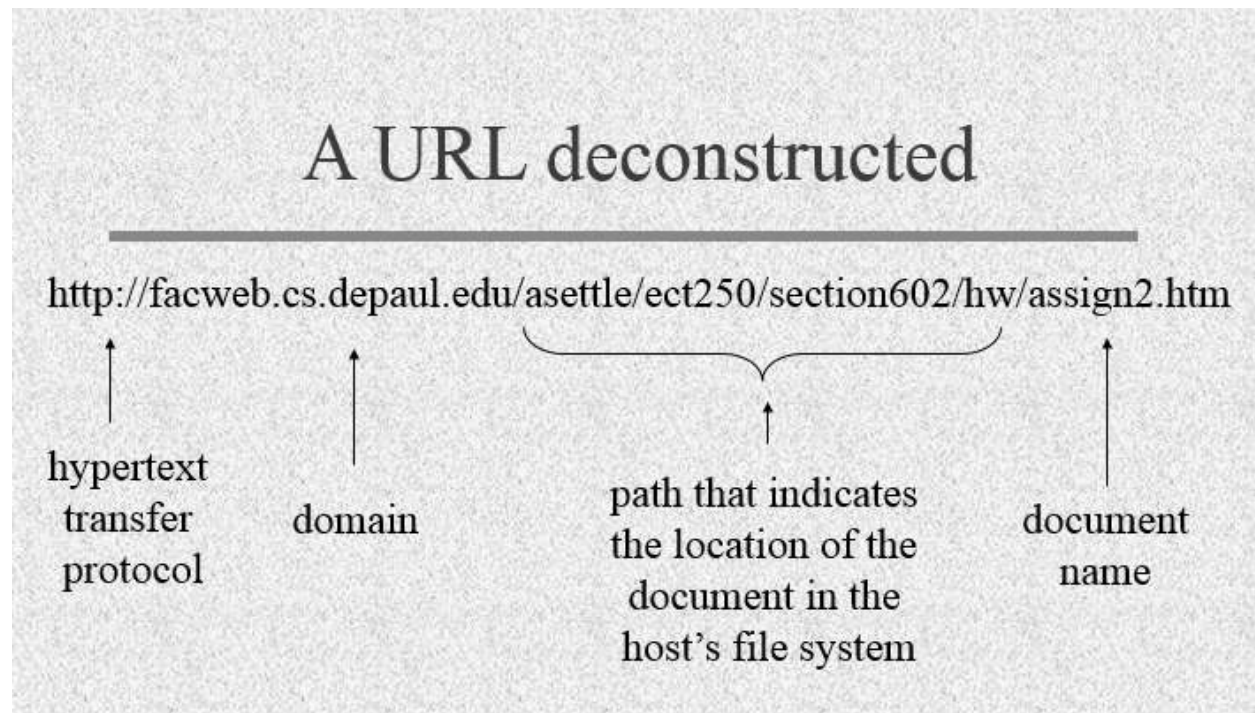 A URL deconstructed
http://facweb.cs.depaul.edu/asettle/ect250/section602/hw/assign2.htm
hypertext
transfer
protocol
domain
path that indicates
the location of the
document in the
host's file system
document
name